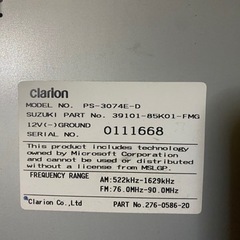 clarion
MODEL NO. PS-3074E-D
SUZUKI PART No. 39101-85K01-FMG
12V(-)GROUND
SERIAL NO. 0111668
This product includes technology
owned by Microsoft Corporation
and cannot be used or distributed
without a license from MSLGP.
FREQUENCY RANGE AM:522kHz-1629kHz
FM:76.0MHz-90.0MHz
Clarion Co.,Ltd PART No.276-0586-20